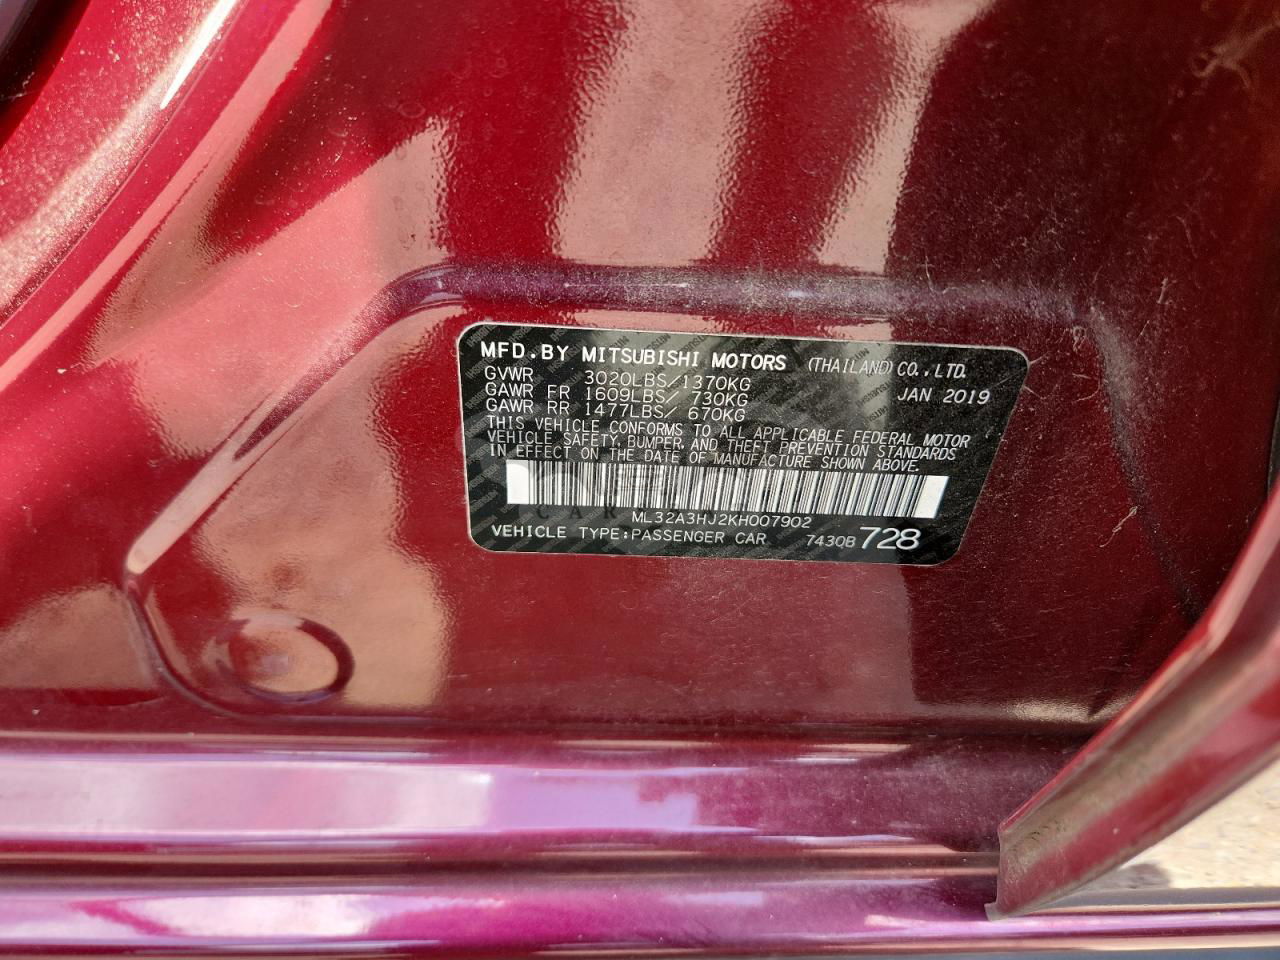 MFD.BY MITSUBISHI MOTORS (THAILAND) CO.,LTD.
GVWR 3020LBS/1370KG JAN 2019
GAWR FR 1609LBS/ 730KG
GAWR RR 1477LBS/ 670KG
THIS VEHICLE CONFORMS TO ALL APPLICABLE FEDERAL MOTOR
VEHICLE SAFETY, BUMPER, AND THEFT PREVENTION STANDARDS
IN EFFECT ON THE DATE OF MANUFACTURE SHOWN ABOVE.
ML32A3HJ2KH007902
VEHICLE TYPE:PASSENGER CAR 7430B 728